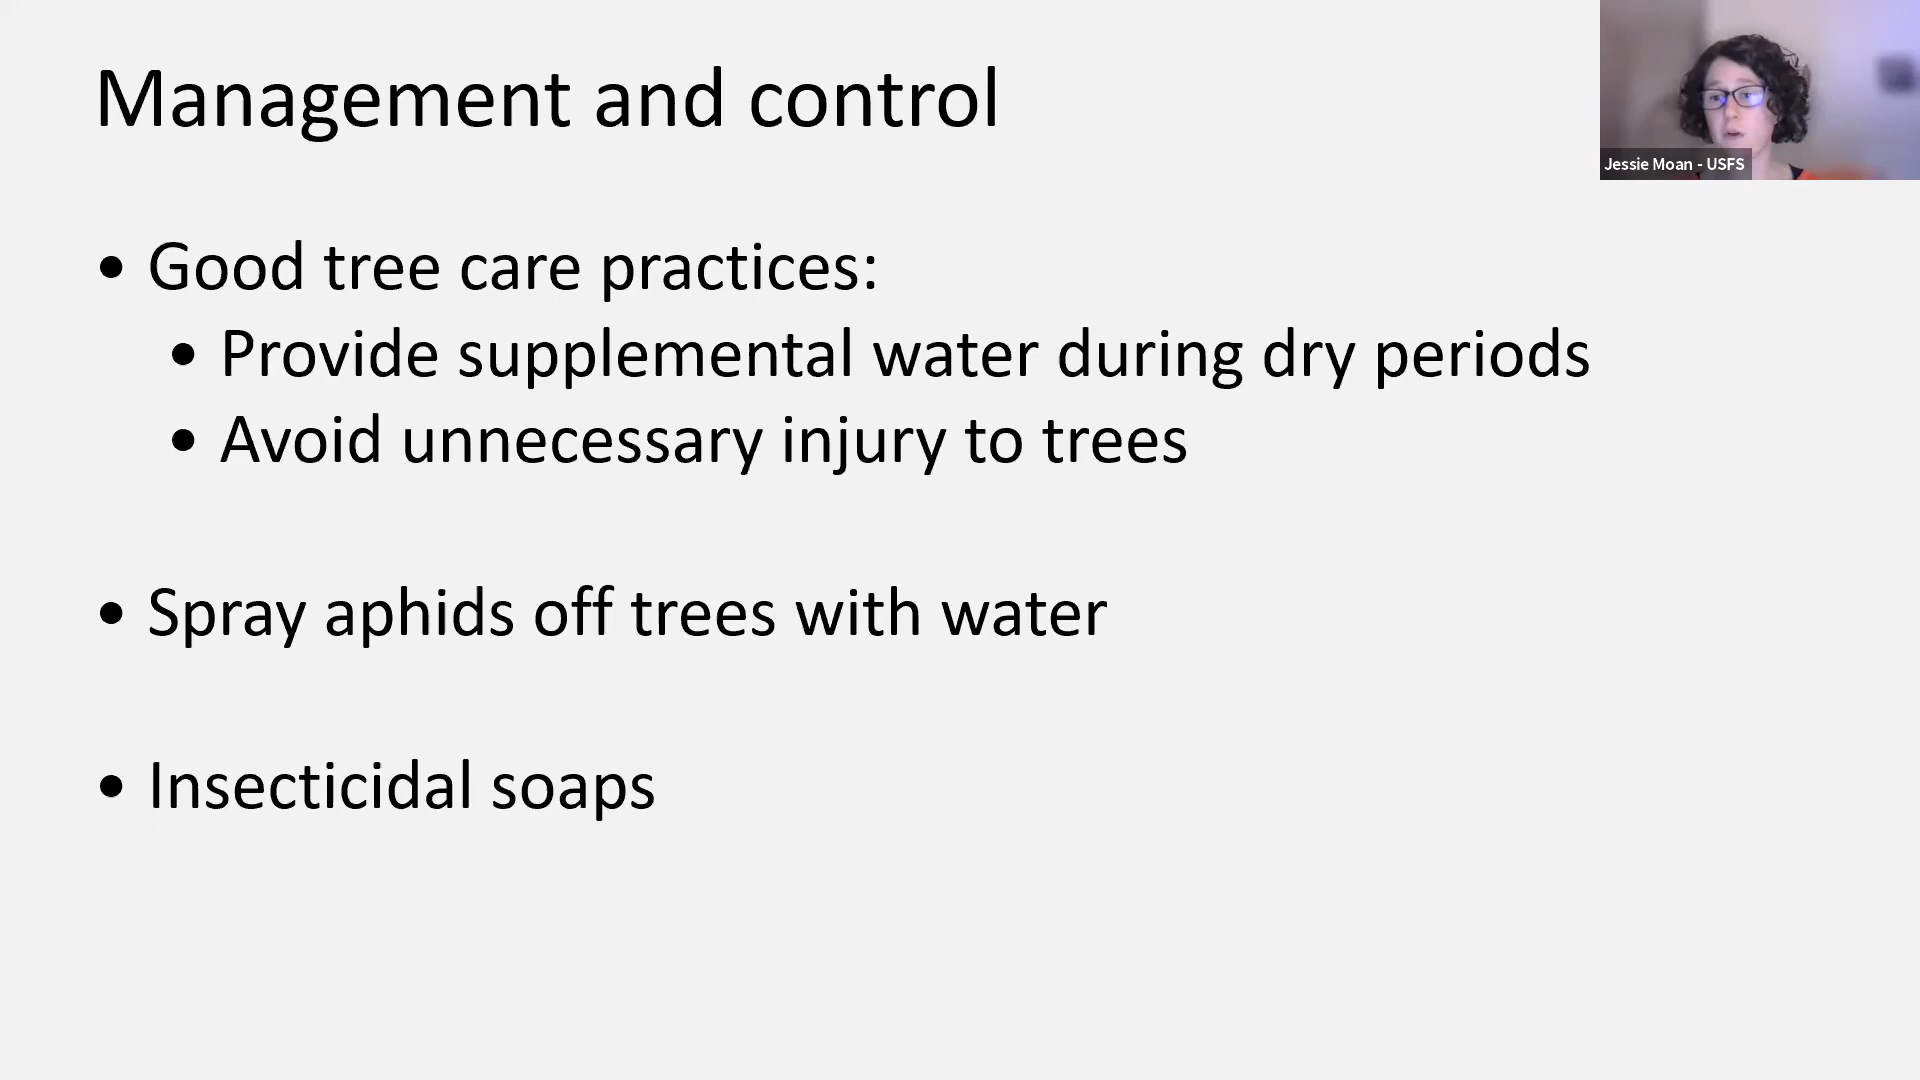 Management and control
Jessie Moan - USFS
• Good tree care practices:
• Provide supplemental water during dry periods
• Avoid unnecessary injury to trees
• Spray aphids off trees with water
• Insecticidal soaps